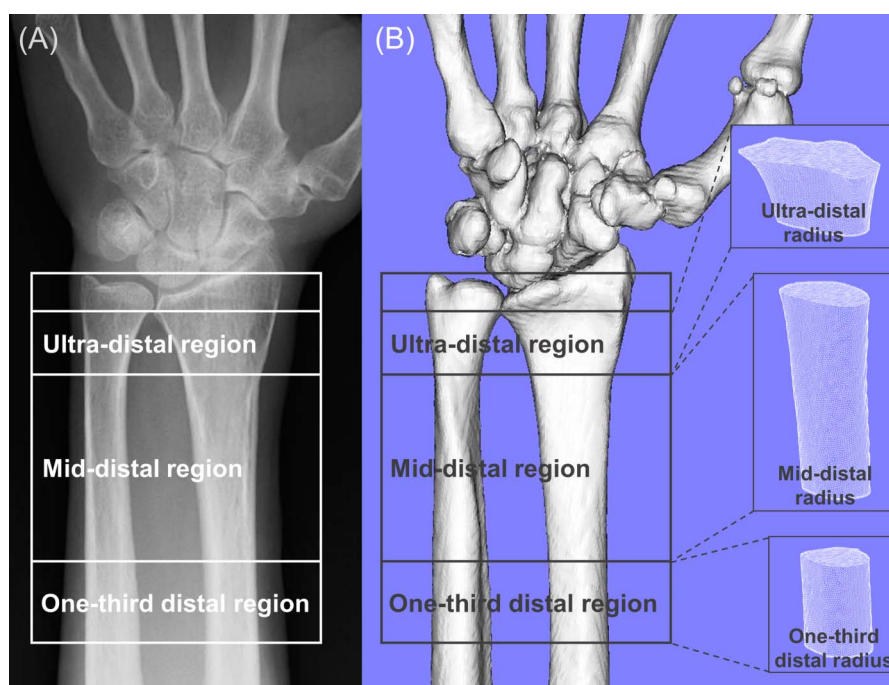 (A)
Ultra-distal region
Mid-distal region
One-third distal region
(B)
Ultra-distal region
Mid-distal region
One-third distal region
Ultra-distal
radius
Mid-distal
radius
One-third
distal radius